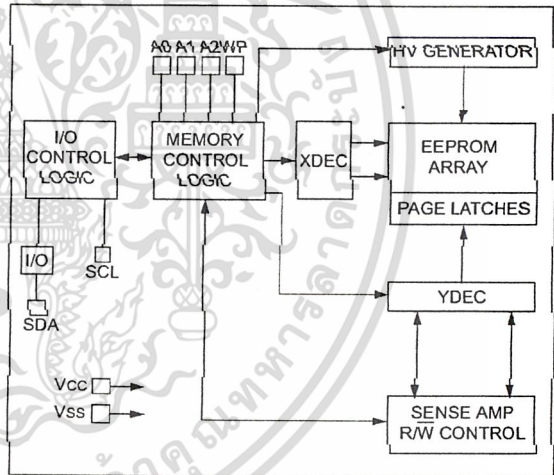 A0 A1 A2 WP
HV GENERATOR
I/O
CONTROL
LOGIC
MEMORY
CONTROL
LOGIC
XDEC
EEPROM
ARRAY
PAGE LATCHES
I/O
SCL
SDA
YDEC
Vcc
Vss
SENSE AMP
R/W CONTROL